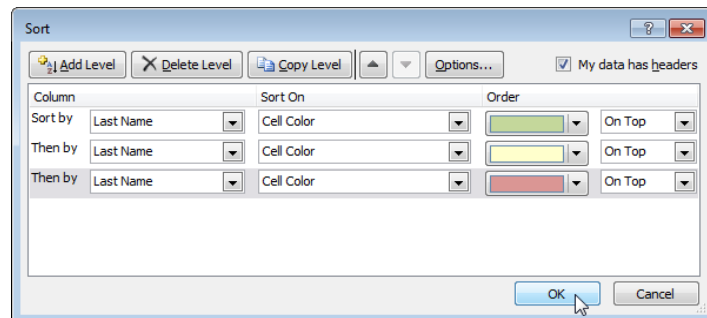 Sort
Add Level Delete Level Copy Level Options... My data has headers
Column Sort On Order
Sort by Last Name Cell Color On Top
Then by Last Name Cell Color On Top
Then by Last Name Cell Color On Top
OK Cancel